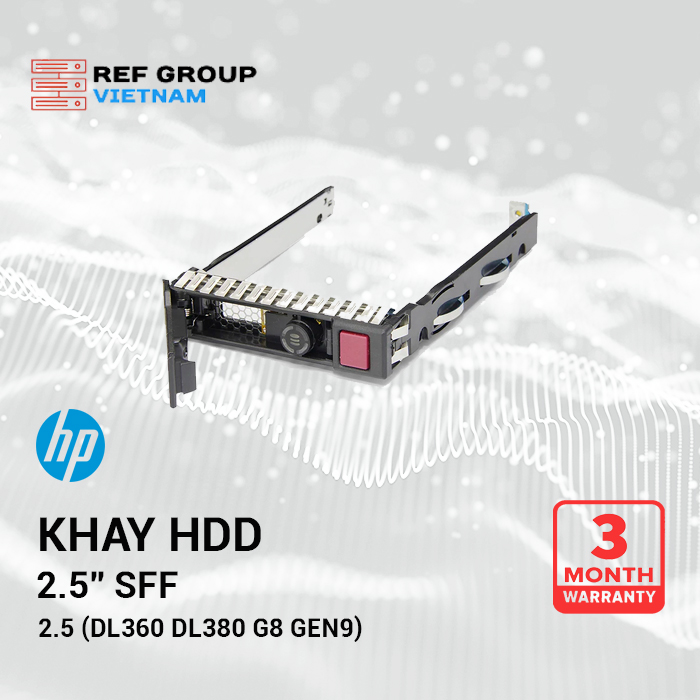 REF GROUP
VIETNAM
hp
KHAY HDD
2.5" SFF
2.5 (DL360 DL380 G8 GEN9)
3
MONTH
WARRANTY